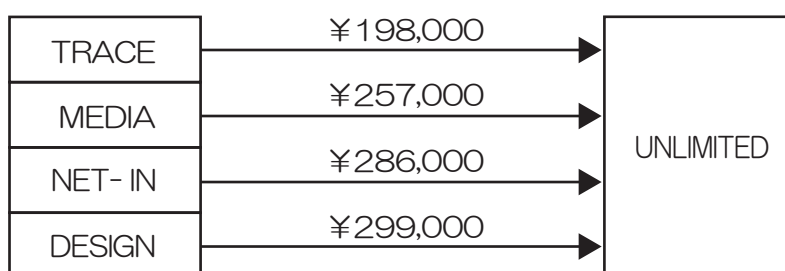 TRACE
¥198,000
MEDIA
¥257,000
NET-IN
¥286,000
DESIGN
¥299,000
UNLIMITED